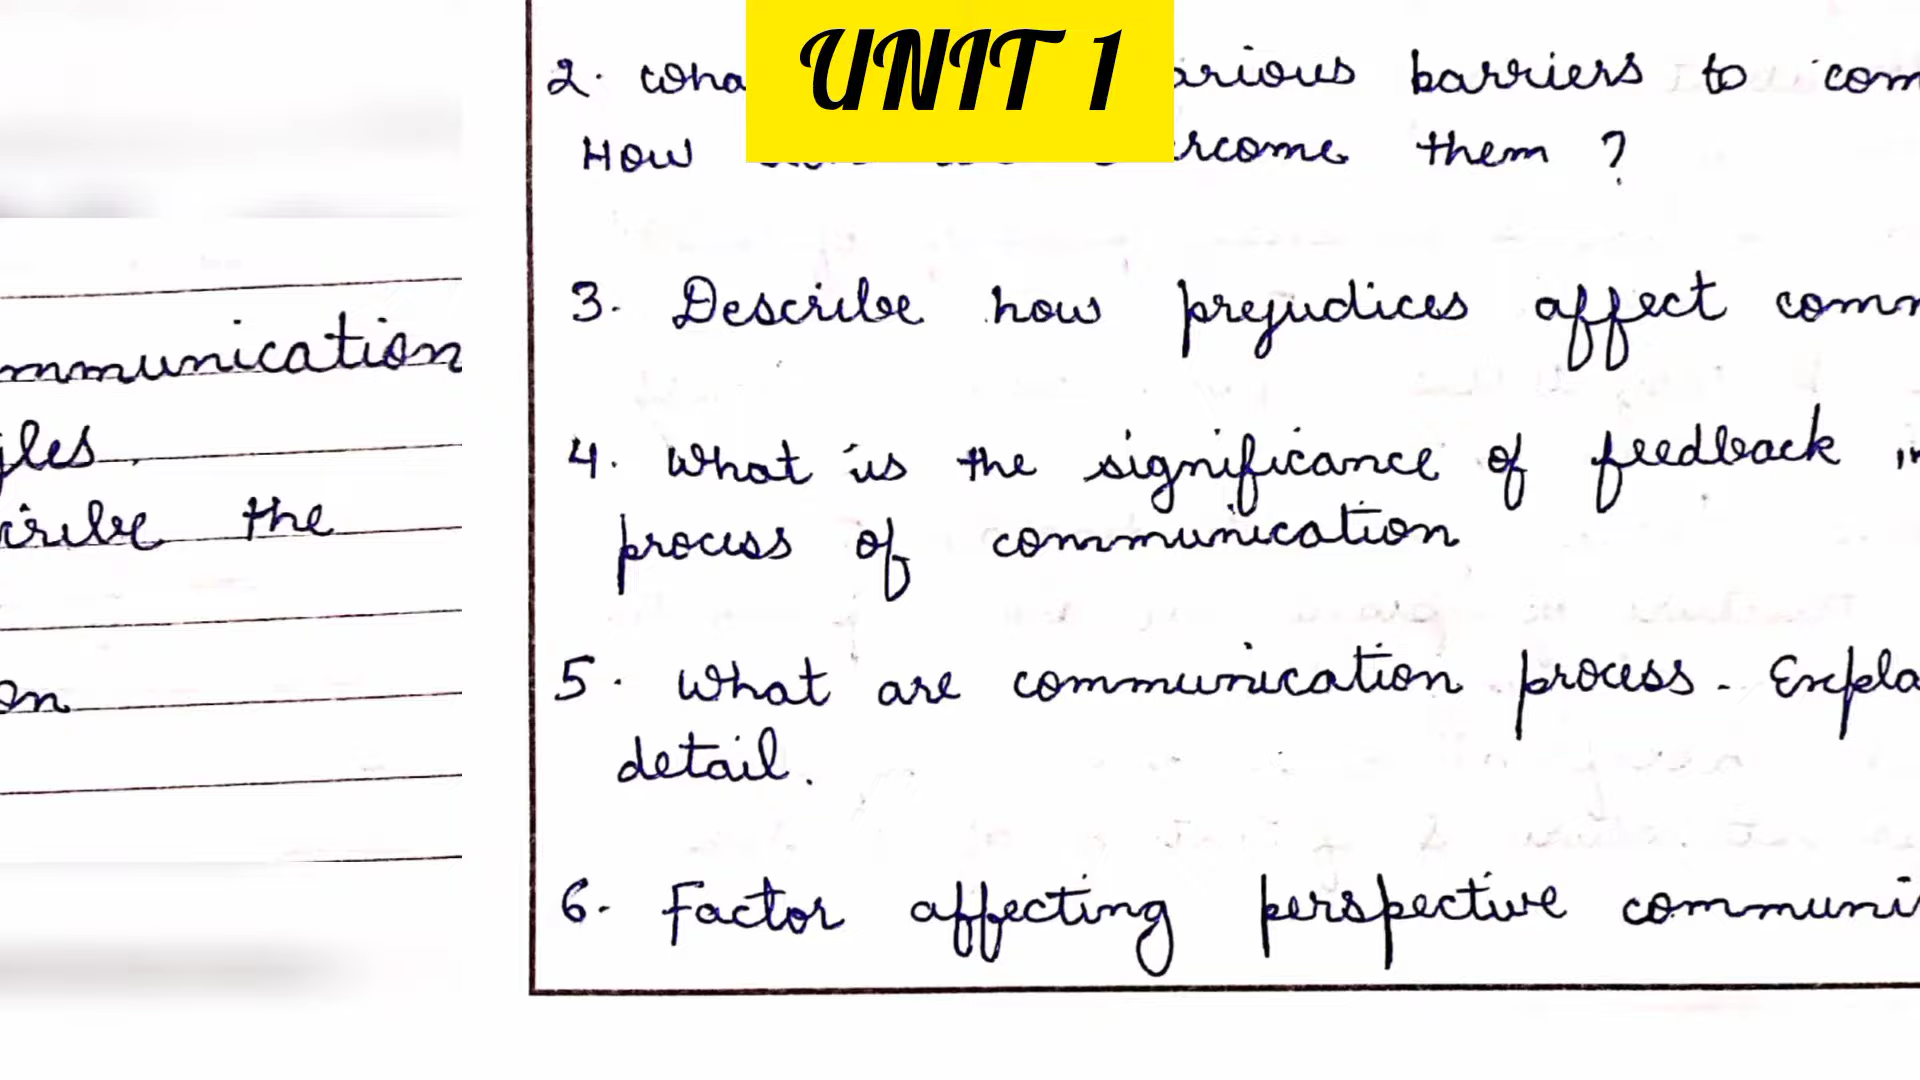 UNIT 1
mmunication
les.
cribe the
on
2. Wha arious barriers to com
How rcome them ?
3. Describe how prejudices affect comm
4. What is the significance of feedback in
process of communication
5. What are communication process. Expla
detail.
6. Factor affecting perspective communi